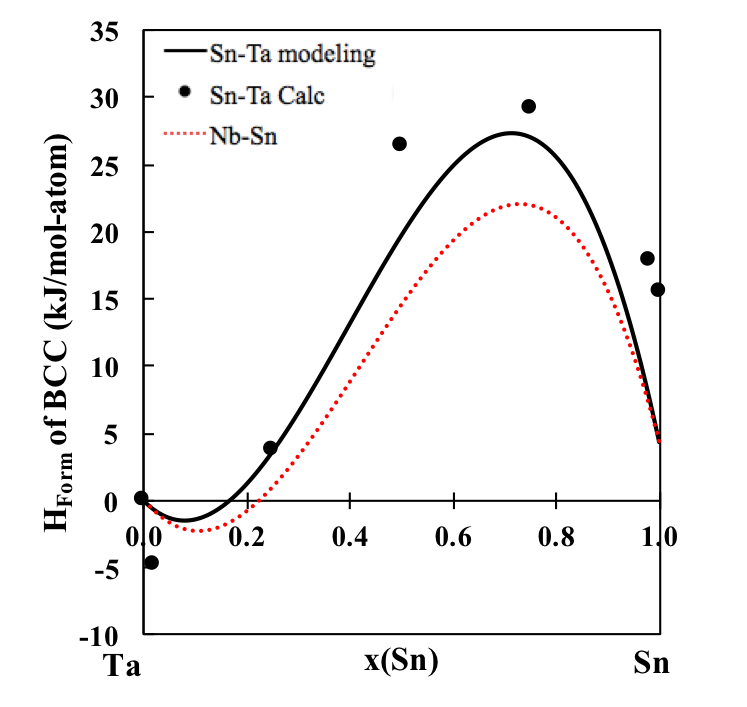 35
Sn-Ta modeling
30
Sn-Ta Calc
Nb-Sn
25
20
15
10
5
0
-5
-10
H_Form of BCC (kJ/mol-atom)
0.0 0.2 0.4 0.6 0.8 1.0
Ta x(Sn) Sn